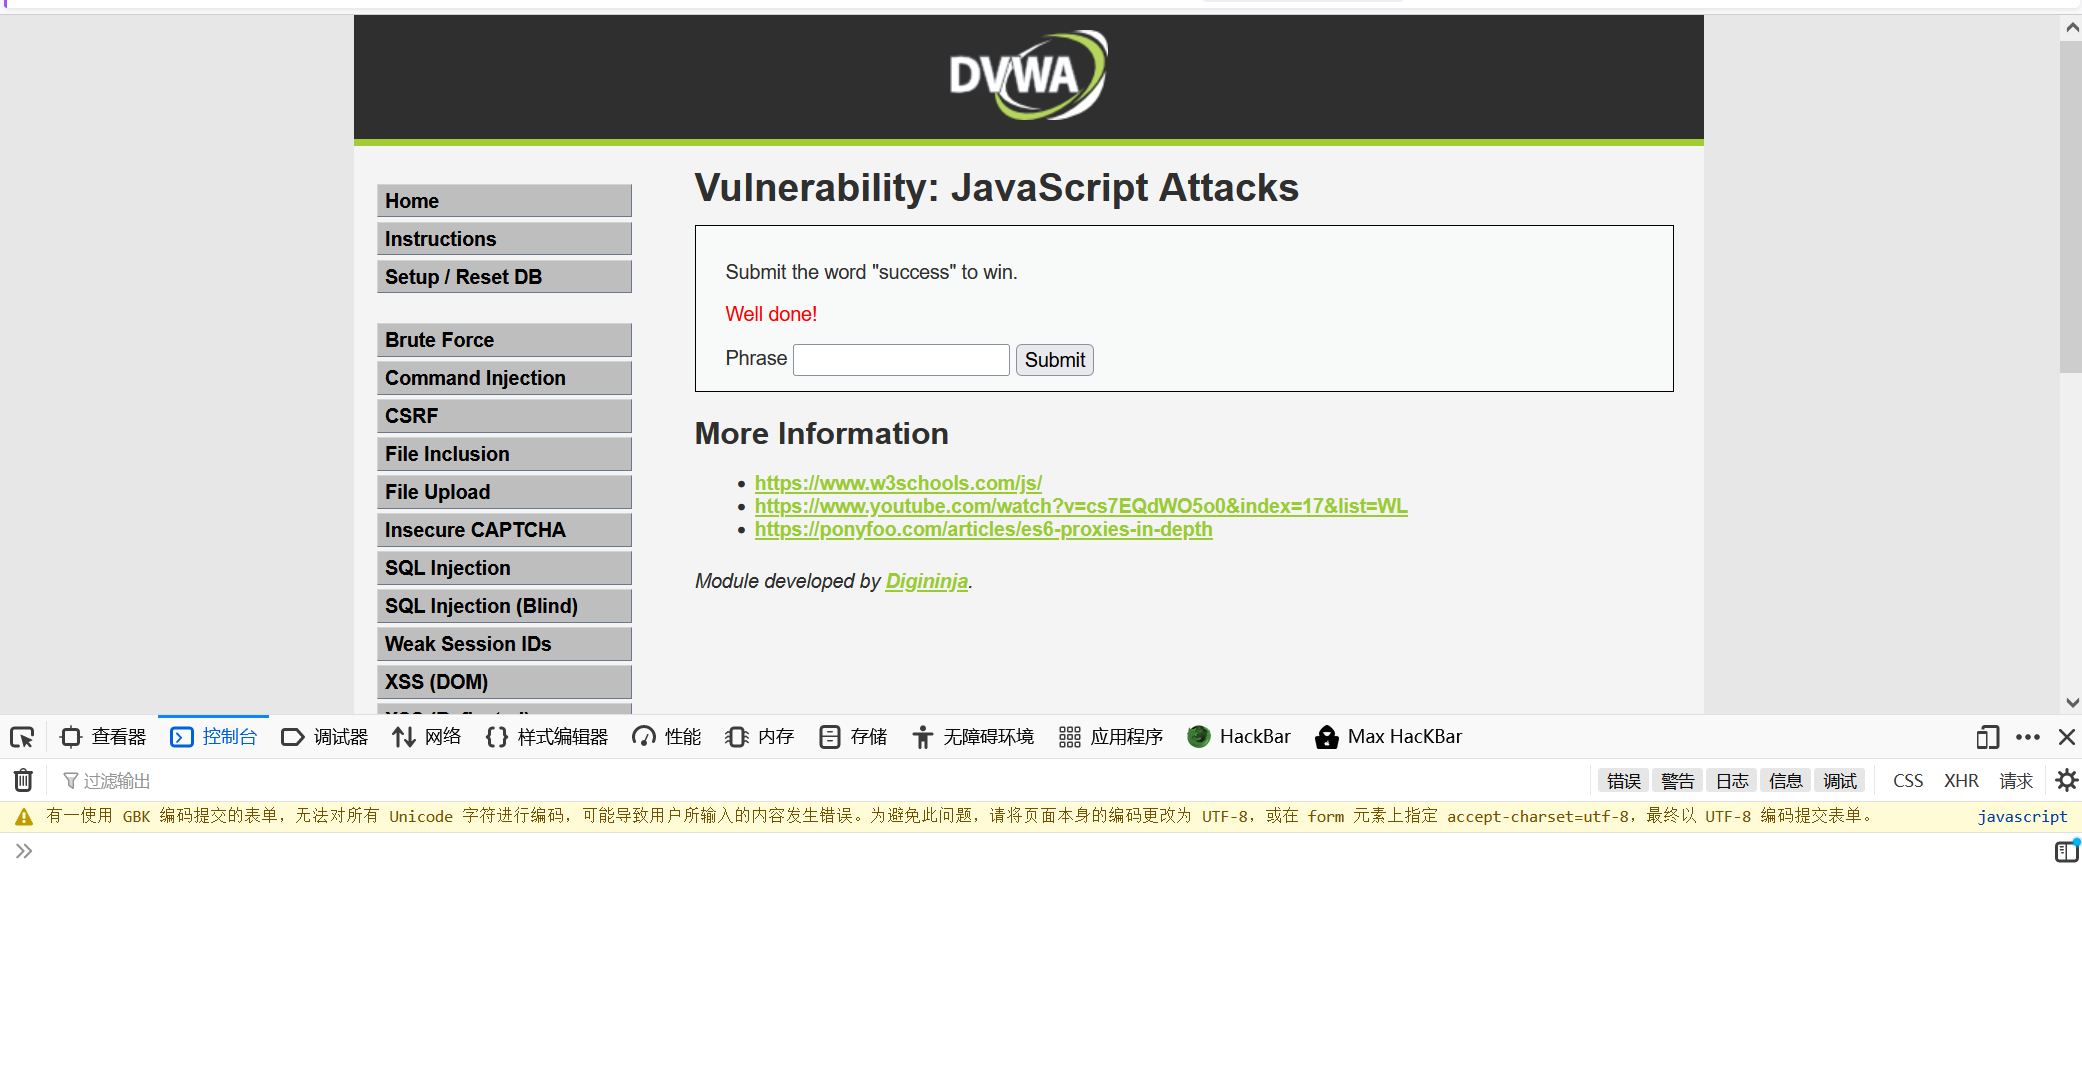 DVWA
Home
Instructions
Setup / Reset DB
Brute Force
Command Injection
CSRF
File Inclusion
File Upload
Insecure CAPTCHA
SQL Injection
SQL Injection (Blind)
Weak Session IDs
XSS (DOM)
Vulnerability: JavaScript Attacks
Submit the word "success" to win.
Well done!
Phrase Submit
More Information
https://www.w3schools.com/js/
https://www.youtube.com/watch?v=cs7EQdWO5o0&index=17&list=WL
https://ponyfoo.com/articles/es6-proxies-in-depth
Module developed by Digininja.
查看器 控制台 调试器 网络 样式编辑器 性能 内存 存储 无障碍环境 应用程序 HackBar Max HacKBar
过滤输出 错误 警告 日志 信息 调试 CSS XHR 请求
有一使用 GBK 编码提交的表单，无法对所有 Unicode 字符进行编码，可能导致用户所输入的内容发生错误。为避免此问题，请将页面本身的编码更改为 UTF-8，或在 form 元素上指定 accept-charset=utf-8，最终以 UTF-8 编码提交表单。 javascript